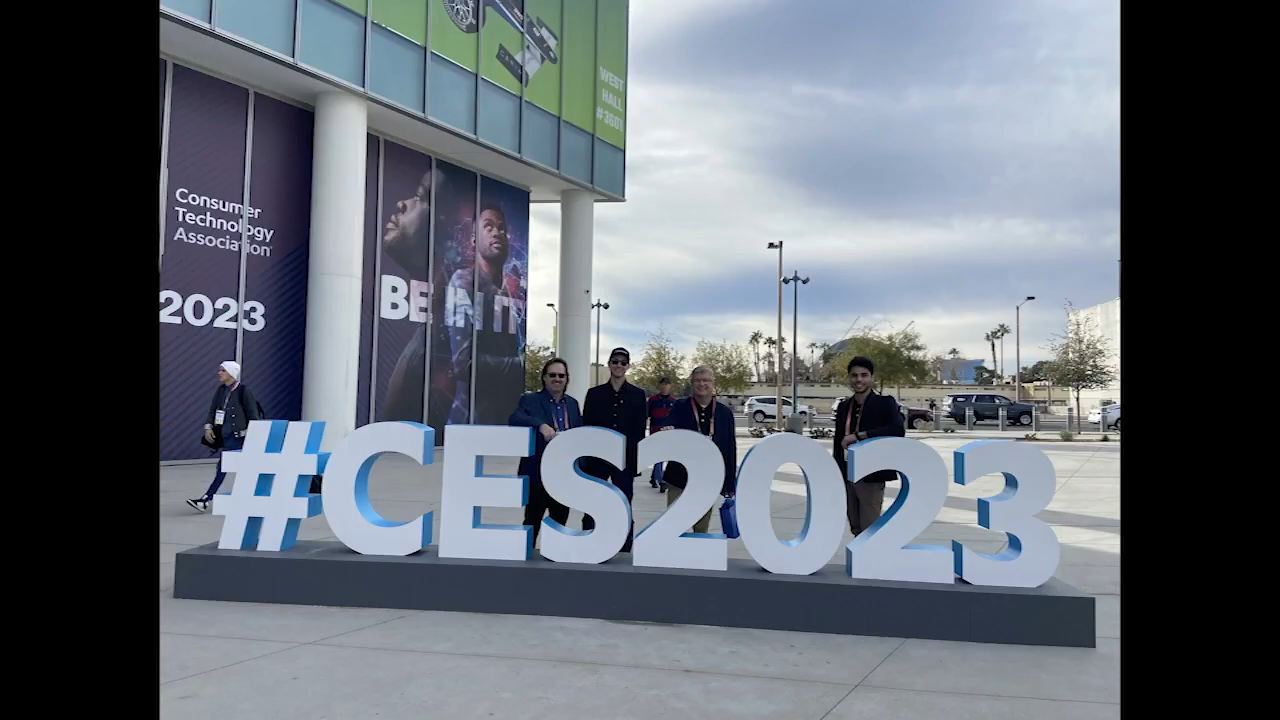 WEST
HALL
#3601
Consumer
Technology
Association
2023
BE IN IT
#CES2023